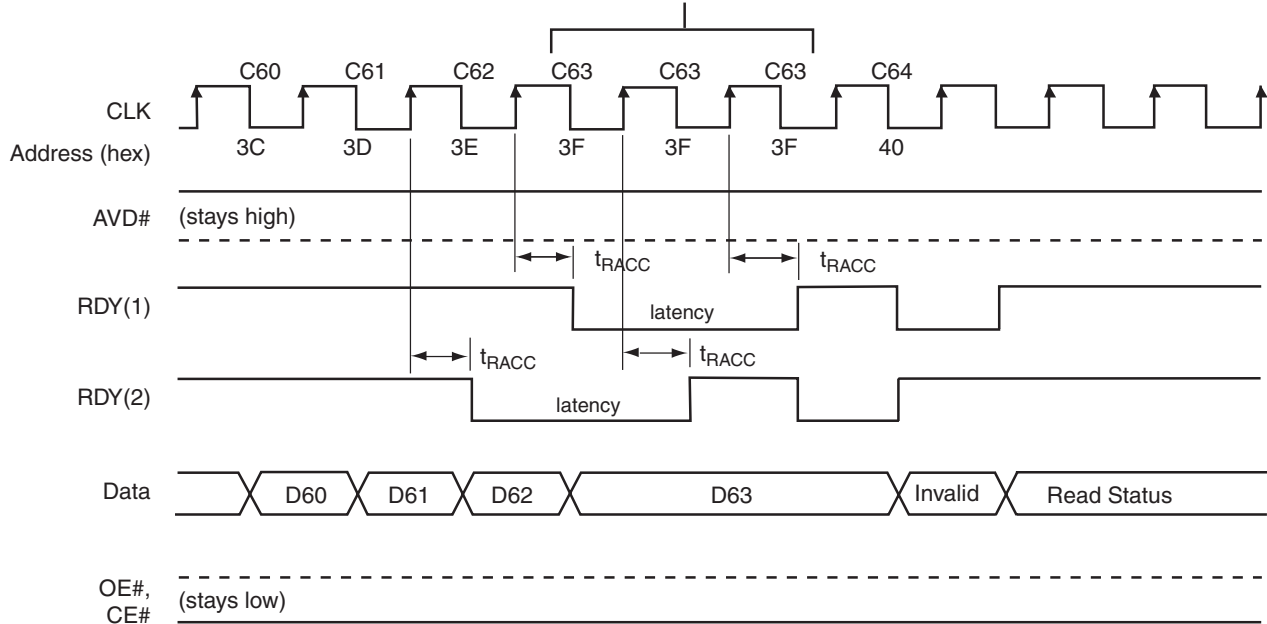 C60 C61 C62 C63 C63 C63 C64
CLK
Address (hex) 3C 3D 3E 3F 3F 3F 40
AVD# (stays high)
tRACC tRACC
RDY(1) latency
tRACC tRACC
RDY(2) latency
Data D60 D61 D62 D63 Invalid Read Status
OE#,
CE# (stays low)